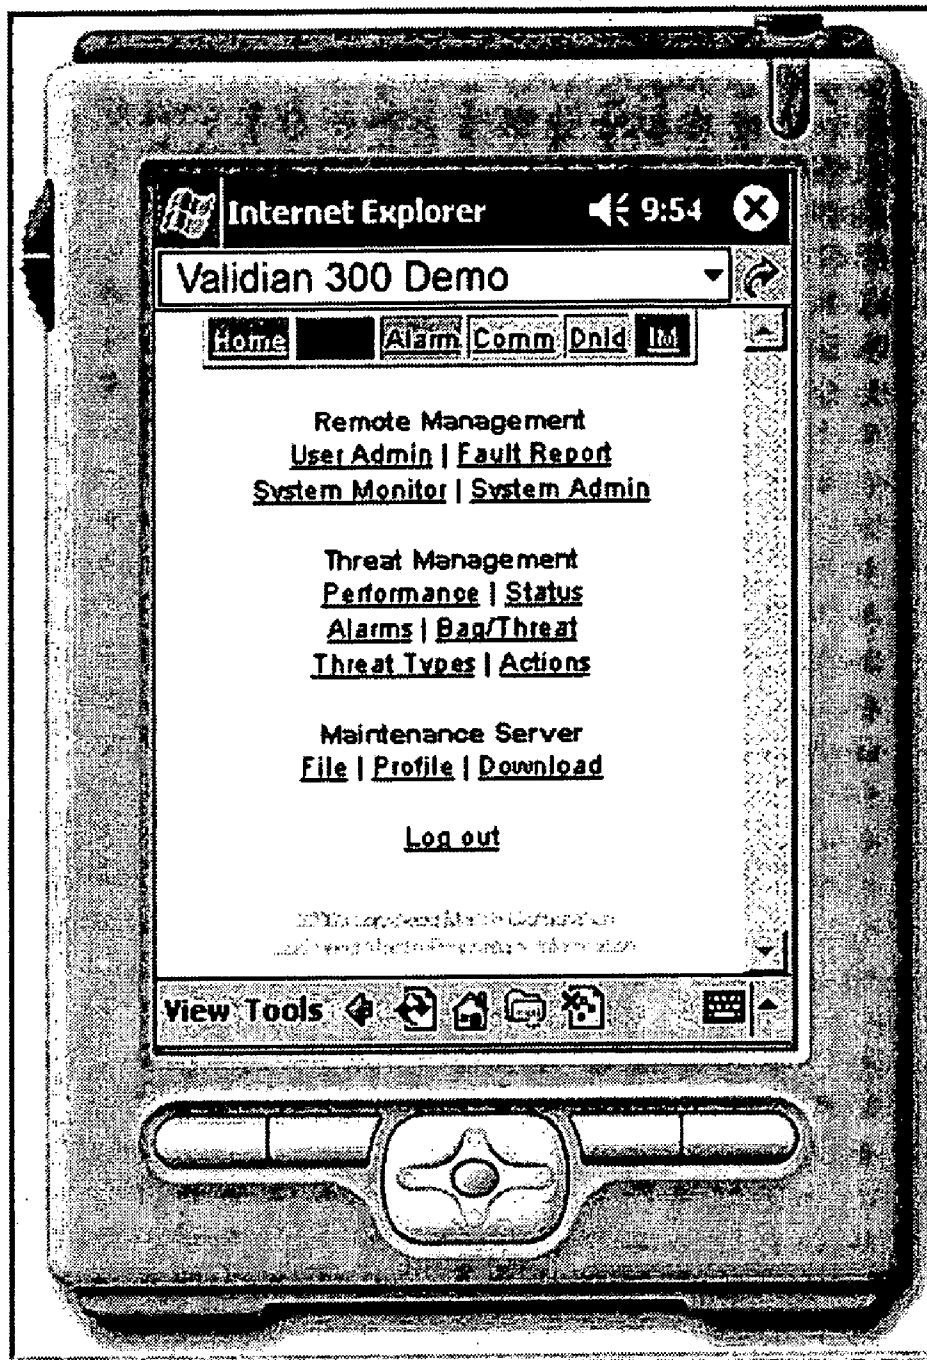 Internet Explorer 9:54
Validian 300 Demo
Home Alarm Comm Dnld
Remote Management
User Admin | Fault Report
System Monitor | System Admin
Threat Management
Performance | Status
Alarms | Bag/Threat
Threat Types | Actions
Maintenance Server
File | Profile | Download
Log out
View Tools